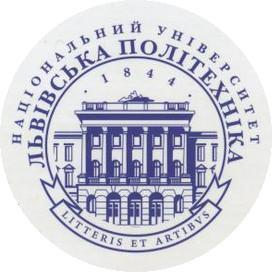 НАЦІОНАЛЬНИЙ УНІВЕРСИТЕТ
ЛЬВІВСЬКА ПОЛІТЕХНІКА
1844
LITTERIS ET ARTIBVS